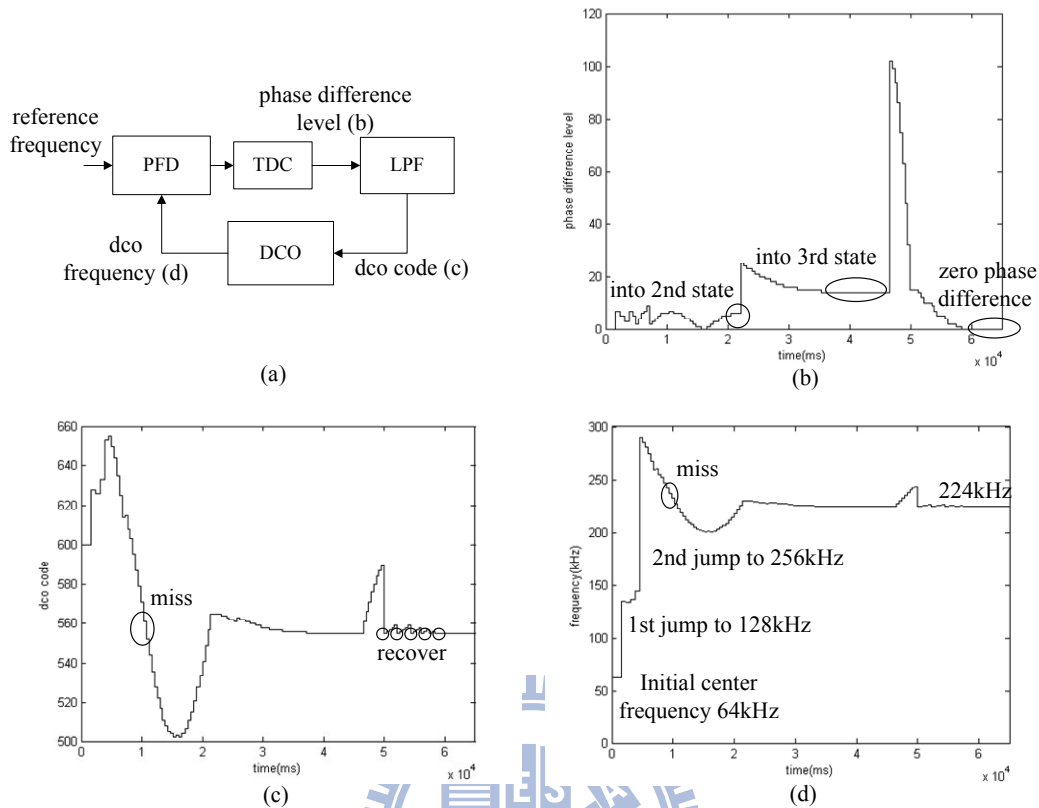 reference
frequency
phase difference
level (b)
PFD
TDC
LPF
DCO
dco
frequency (d)
dco code (c)
(a)
120
100
80
60
40
20
0
phase difference level
into 2nd state
into 3rd state
zero phase
difference
0
2
4
6
time(ms)
x 10^4
(b)
660
640
620
600
580
560
540
520
500
dco code
miss
recover
0
1
2
3
4
5
6
time(ms)
x 10^4
(c)
300
250
200
150
100
50
0
frequency(kHz)
miss
224kHz
2nd jump to 256kHz
1st jump to 128kHz
Initial center
frequency 64kHz
0
1
2
3
4
5
6
time(ms)
x 10^4
(d)
ESA